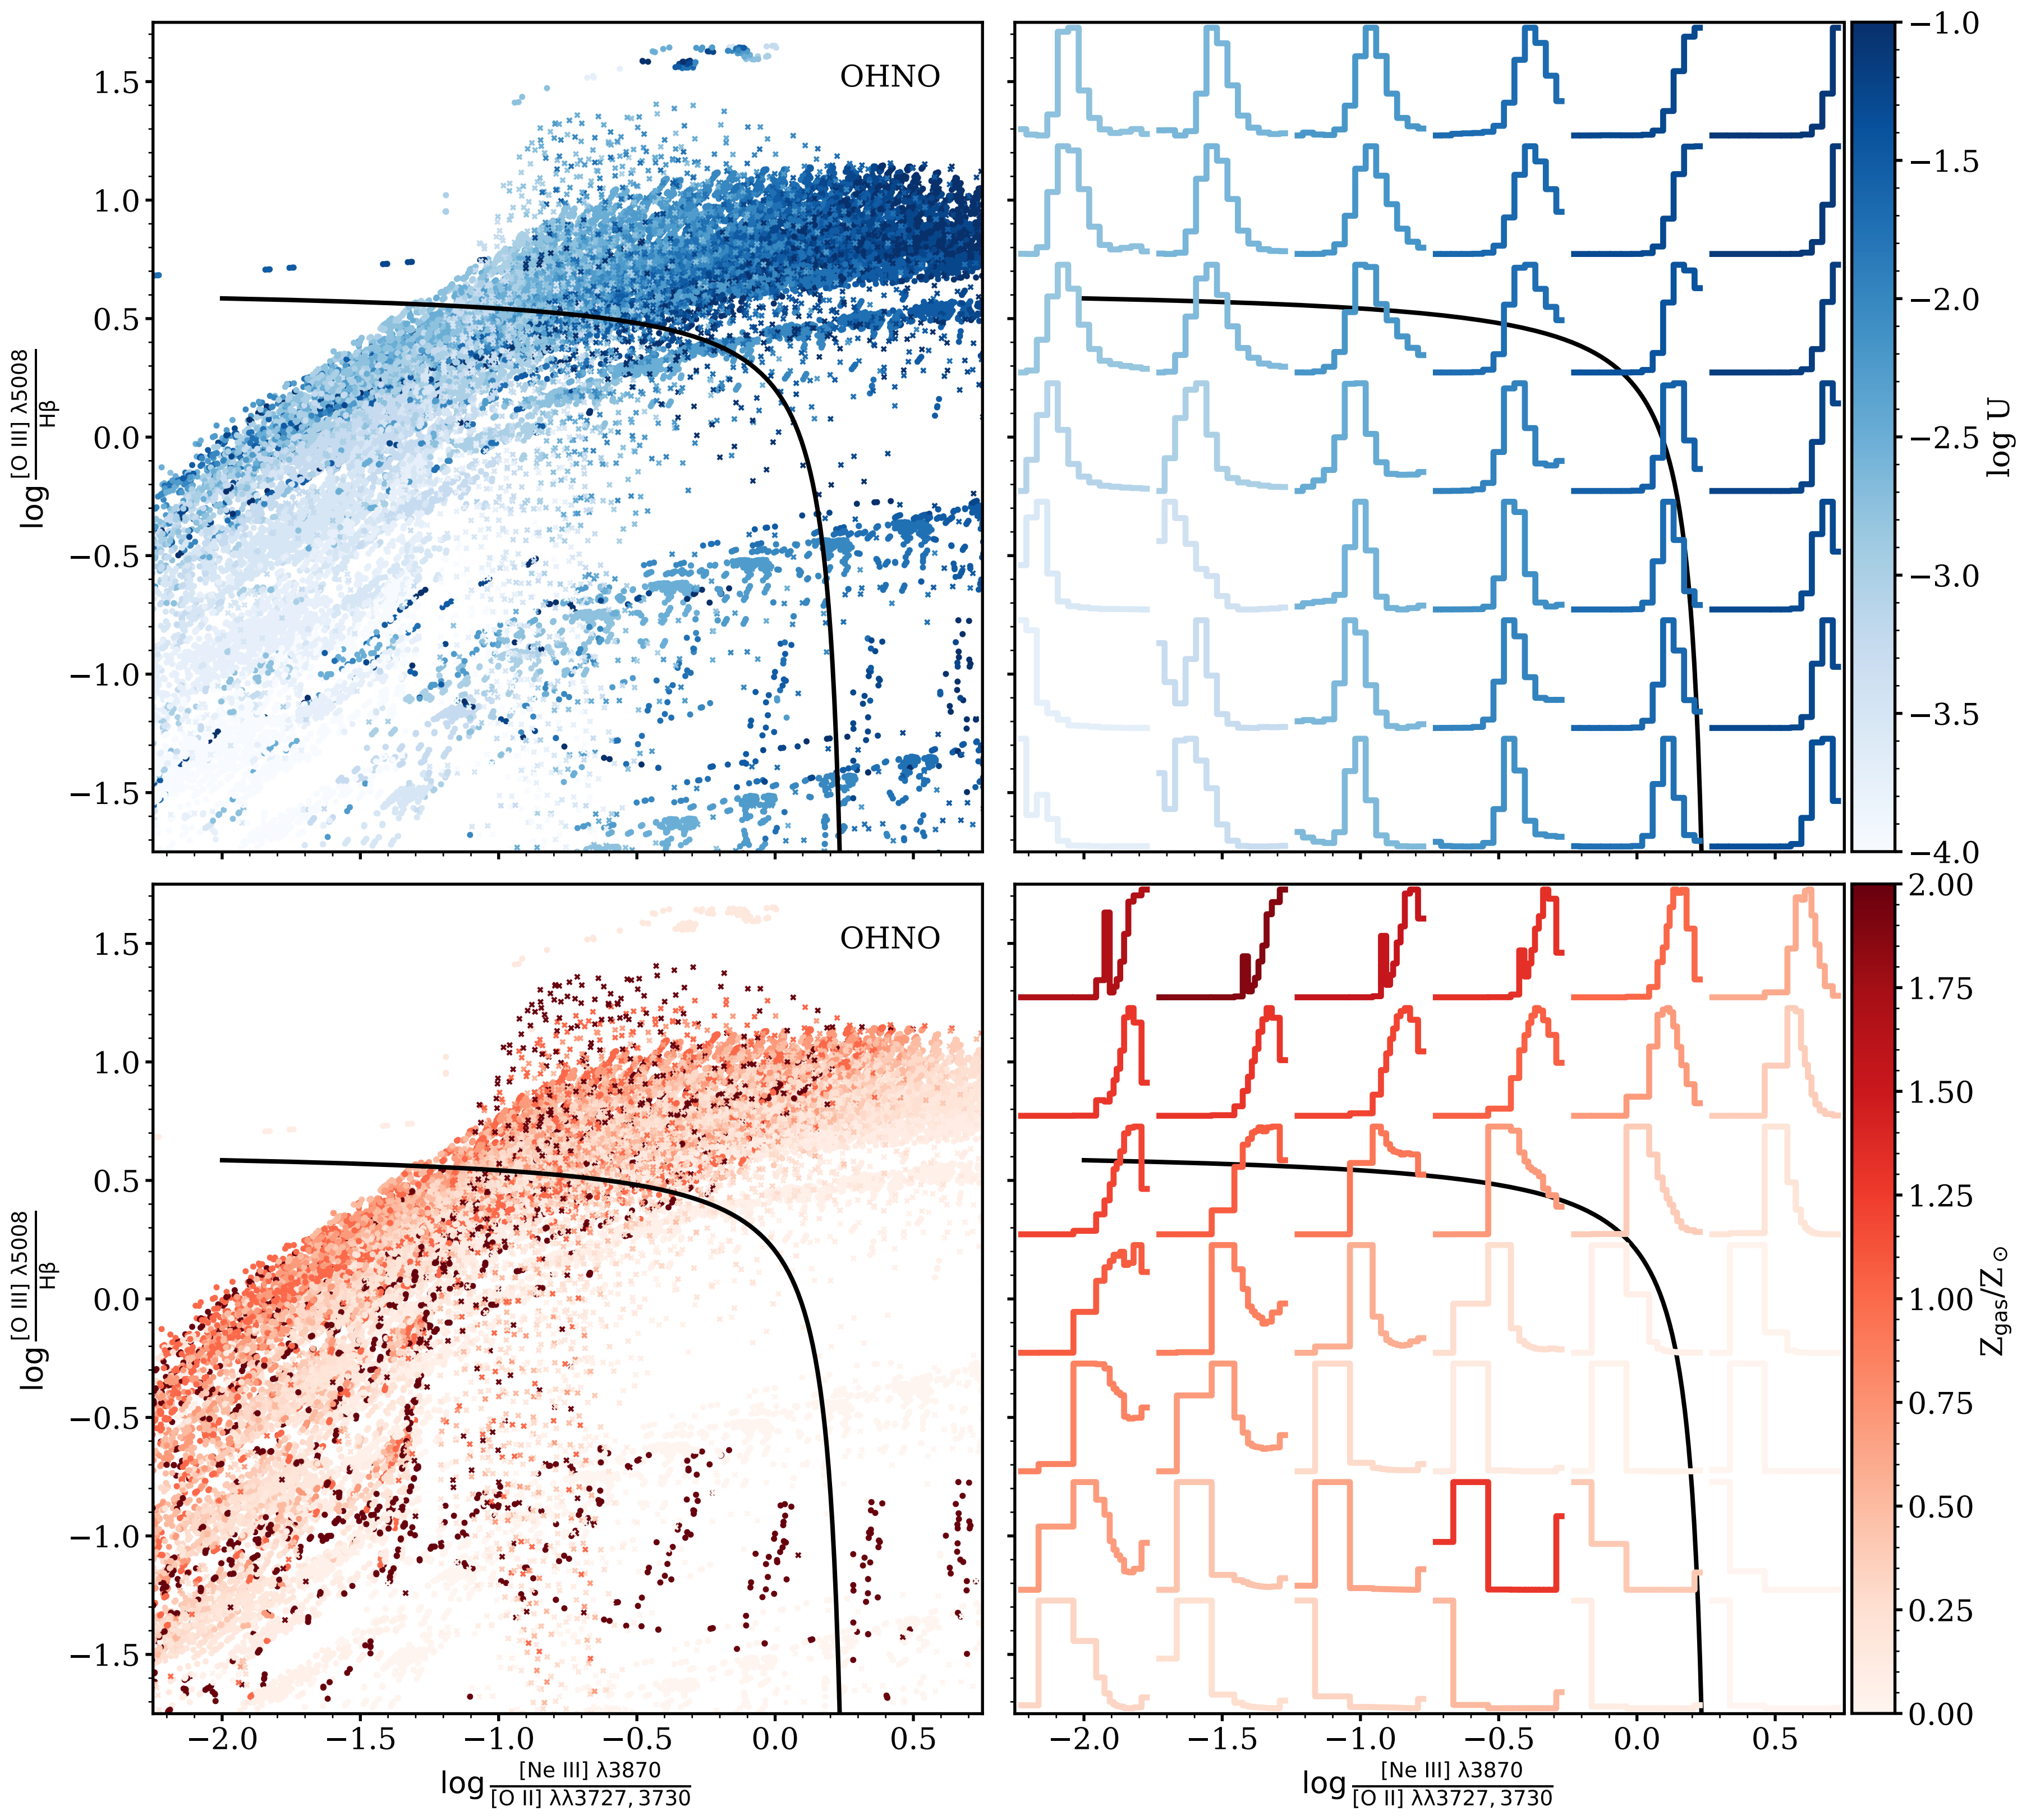 OHNO
1.5
1.0
0.5
0.0
−0.5
−1.0
−1.5
log [O III] λ5008
Hβ
−1.0
−1.5
−2.0
−2.5
−3.0
−3.5
−4.0
log U
OHNO
1.5
1.0
0.5
0.0
−0.5
−1.0
−1.5
log [O III] λ5008
Hβ
2.00
1.75
1.50
1.25
1.00
0.75
0.50
0.25
0.00
Zgas/Z⊙
−2.0 −1.5 −1.0 −0.5 0.0 0.5
log [Ne III] λ3870
[O II] λλ3727, 3730
−2.0 −1.5 −1.0 −0.5 0.0 0.5
log [Ne III] λ3870
[O II] λλ3727, 3730